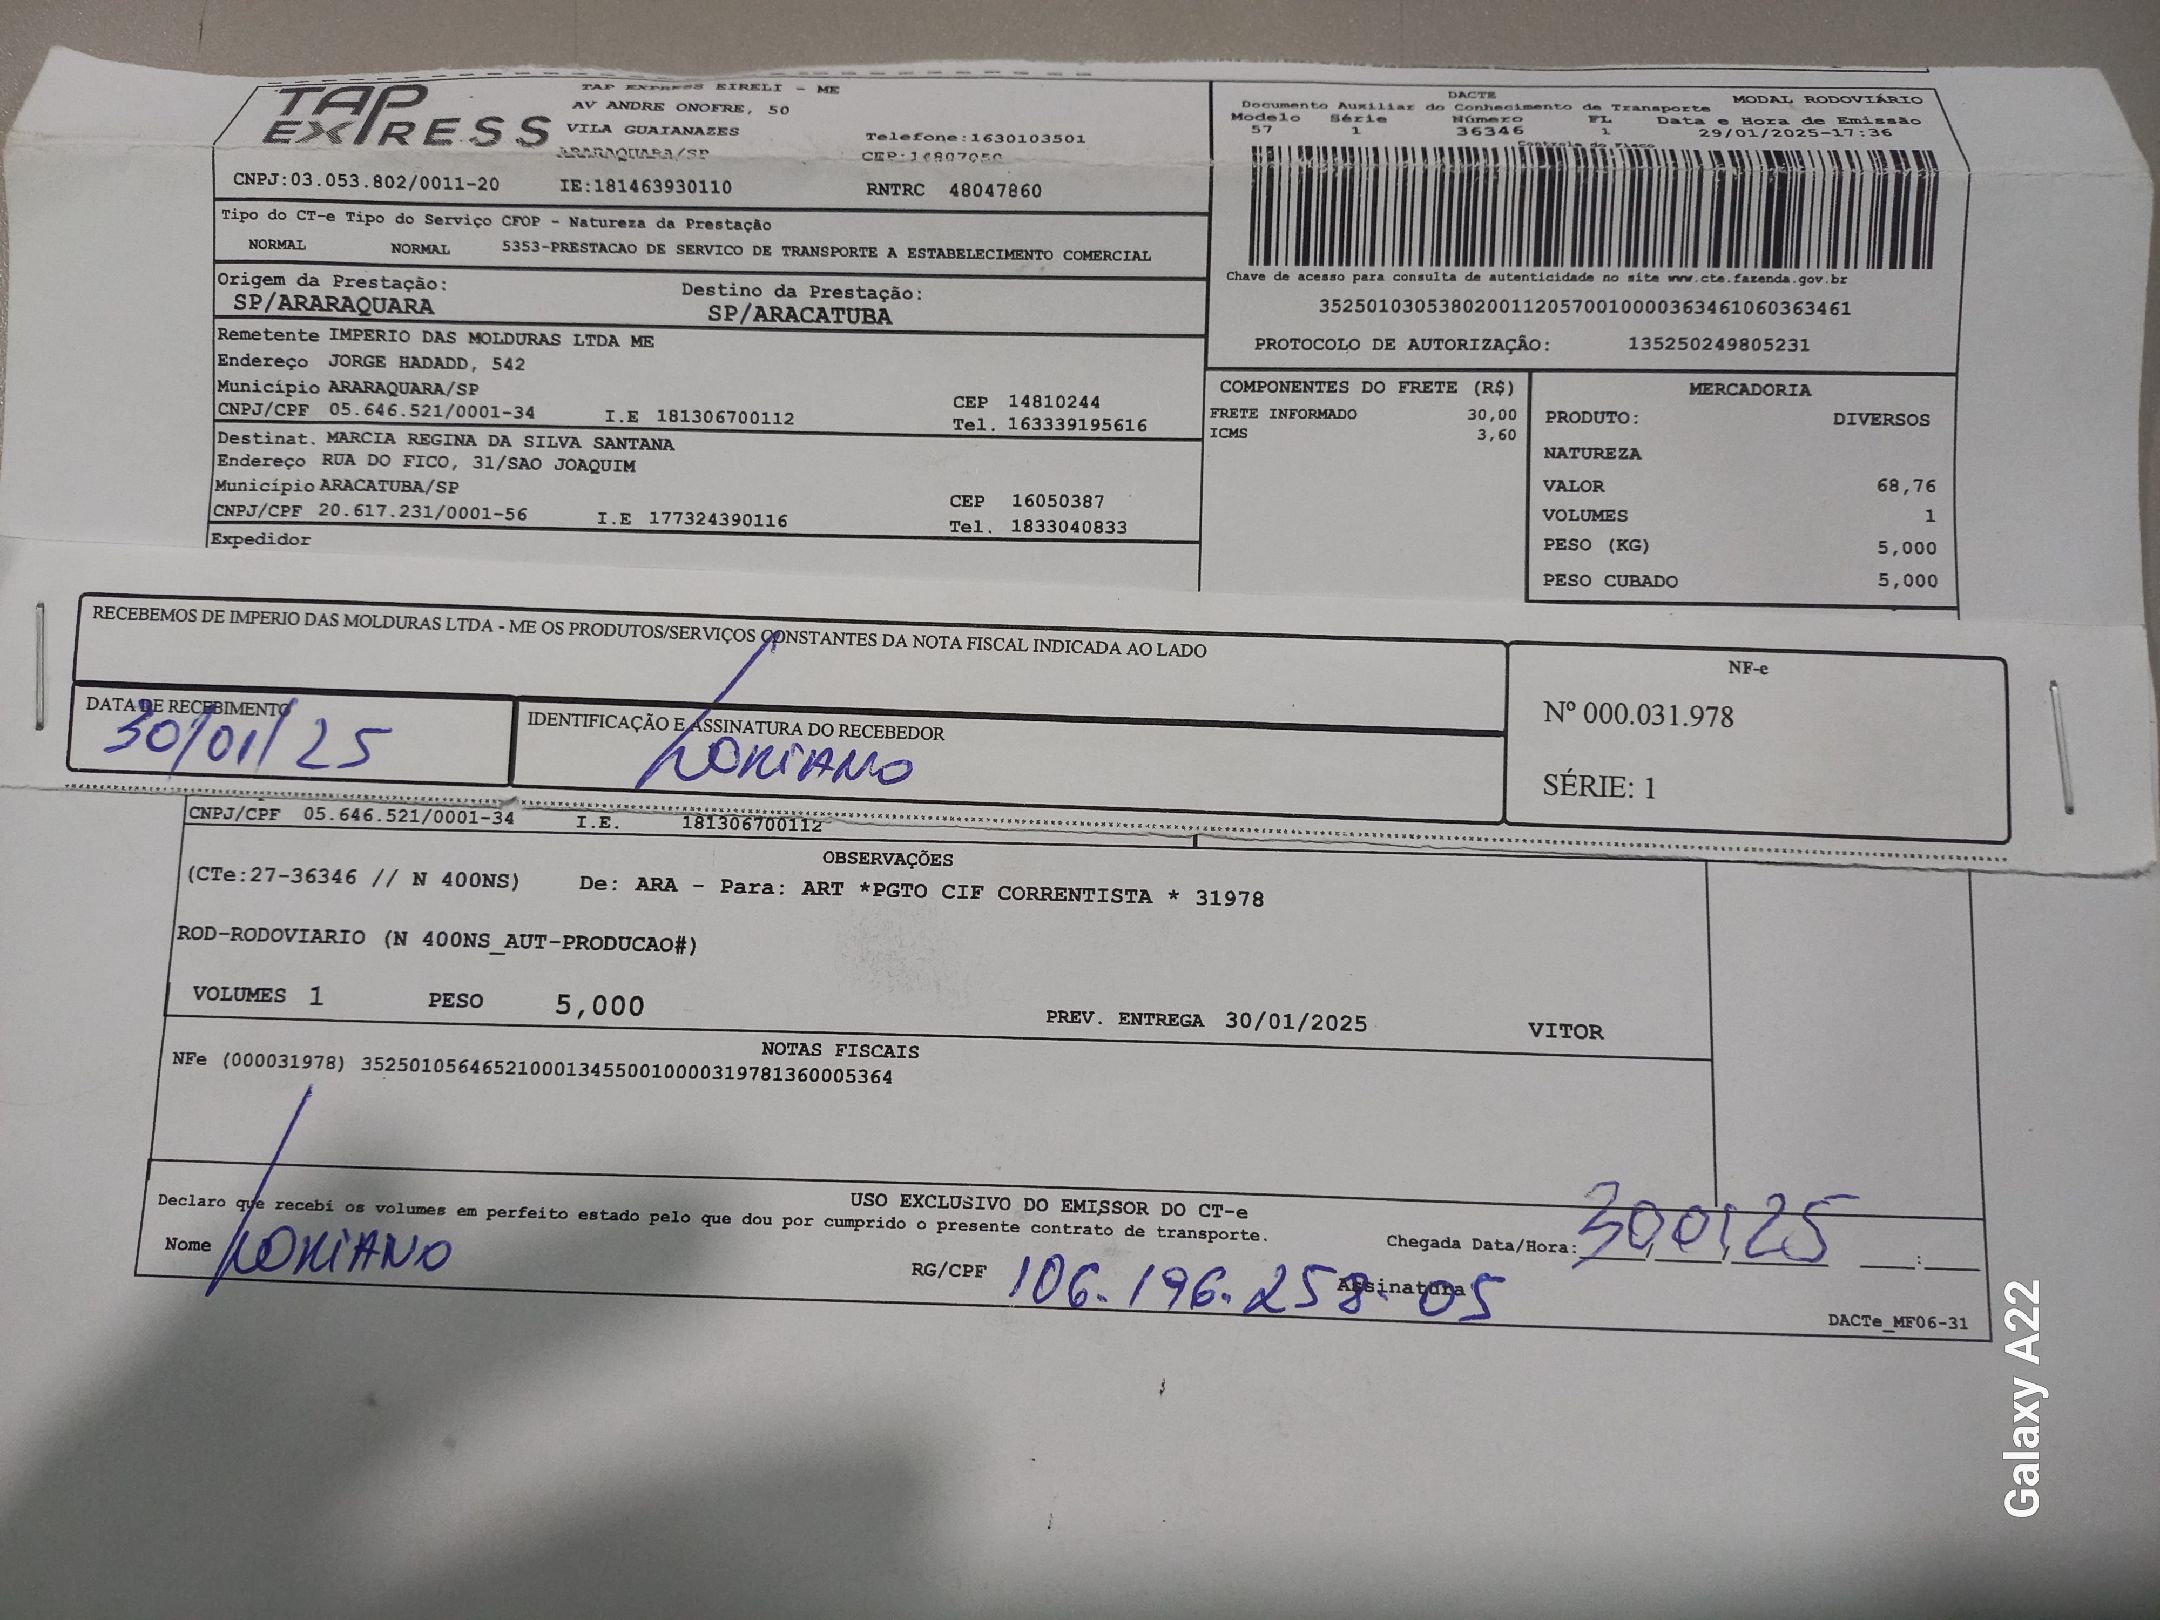 TAP EXPRESS
TAP EXPRESS EIRELI - ME
AV ANDRE ONOFRE, 50
VILA GUAIANAZES
Telefone:1630103501
ARARAQUARA/SP
CEP:14807050
CNPJ:03.053.802/0011-20 IE:181463930110 RNTRC 48047860
DACTE
MODAL RODOVIÁRIO
Documento Auxiliar do Conhecimento de Transporte
Modelo Série Número FL Data e Hora de Emissão
57 1 36346 1 29/01/2025-17:36
Controle do Fisco
Chave de acesso para consulta de autenticidade no site www.cte.fazenda.gov.br
35250103053802001120570010000363461060363461
PROTOCOLO DE AUTORIZAÇÃO: 135250249805231
Tipo do CT-e Tipo do Serviço CFOP - Natureza da Prestação
NORMAL NORMAL 5353-PRESTACAO DE SERVICO DE TRANSPORTE A ESTABELECIMENTO COMERCIAL
Origem da Prestação: Destino da Prestação:
SP/ARARAQUARA SP/ARACATUBA
Remetente IMPERIO DAS MOLDURAS LTDA ME
Endereço JORGE HADADD, 542
Município ARARAQUARA/SP CEP 14810244
CNPJ/CPF 05.646.521/0001-34 I.E 181306700112 Tel. 163339195616
Destinat. MARCIA REGINA DA SILVA SANTANA
Endereço RUA DO FICO, 31/SAO JOAQUIM
Município ARACATUBA/SP CEP 16050387
CNPJ/CPF 20.617.231/0001-56 I.E 177324390116 Tel. 1833040833
Expedidor
COMPONENTES DO FRETE (R$)
FRETE INFORMADO 30,00
ICMS 3,60
MERCADORIA
PRODUTO: DIVERSOS
NATUREZA
VALOR 68,76
VOLUMES 1
PESO (KG) 5,000
PESO CUBADO 5,000
RECEBEMOS DE IMPERIO DAS MOLDURAS LTDA - ME OS PRODUTOS/SERVIÇOS CONSTANTES DA NOTA FISCAL INDICADA AO LADO
DATA DE RECEBIMENTO
30/01/25
IDENTIFICAÇÃO E ASSINATURA DO RECEBEDOR
LORIANO
NF-e
Nº 000.031.978
SÉRIE: 1
CNPJ/CPF 05.646.521/0001-34 I.E. 181306700112
OBSERVAÇÕES
(CTe:27-36346 // N 400NS) De: ARA - Para: ART *PGTO CIF CORRENTISTA * 31978
ROD-RODOVIARIO (N 400NS_AUT-PRODUCAO#)
VOLUMES 1 PESO 5,000 PREV. ENTREGA 30/01/2025 VITOR
NOTAS FISCAIS
NFe (000031978) 35250105646521000134550010000319781360005364
USO EXCLUSIVO DO EMISSOR DO CT-e
Declaro que recebi os volumes em perfeito estado pelo que dou por cumprido o presente contrato de transporte.
Chegada Data/Hora: 30/01/25 :
Nome LORIANO
RG/CPF 106.196.258-05
Assinatura
DACTe_MF06-31
Galaxy A22